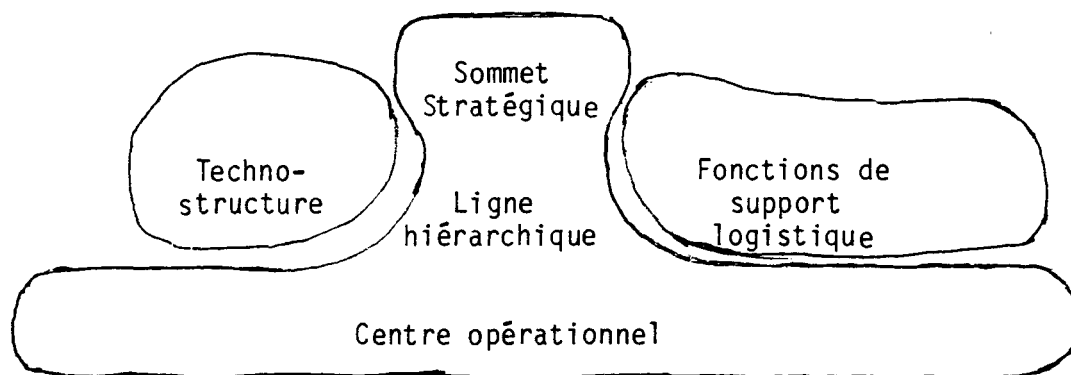 Sommet
Stratégique
Techno-
structure
Ligne
hiérarchique
Fonctions de
support
logistique
Centre opérationnel